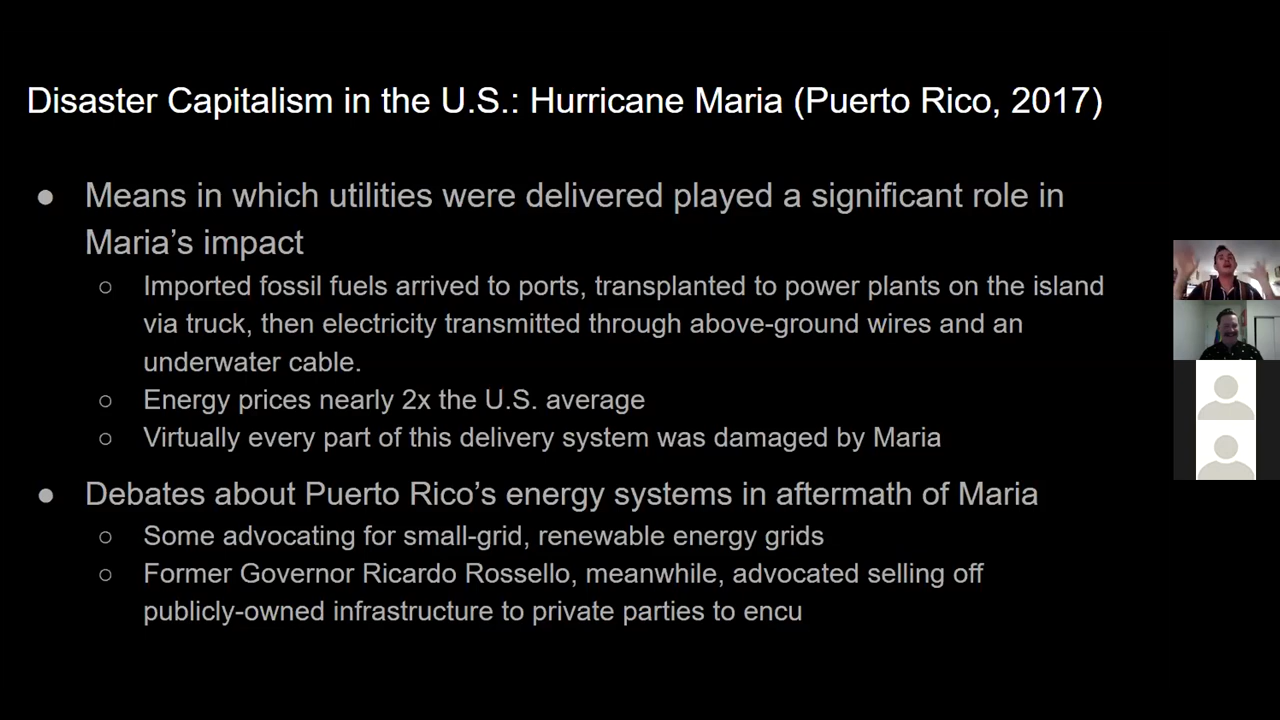 Disaster Capitalism in the U.S.: Hurricane Maria (Puerto Rico, 2017)
● Means in which utilities were delivered played a significant role in
Maria’s impact
○ Imported fossil fuels arrived to ports, transplanted to power plants on the island
via truck, then electricity transmitted through above-ground wires and an
underwater cable.
○ Energy prices nearly 2x the U.S. average
○ Virtually every part of this delivery system was damaged by Maria
● Debates about Puerto Rico’s energy systems in aftermath of Maria
○ Some advocating for small-grid, renewable energy grids
○ Former Governor Ricardo Rossello, meanwhile, advocated selling off
publicly-owned infrastructure to private parties to encu